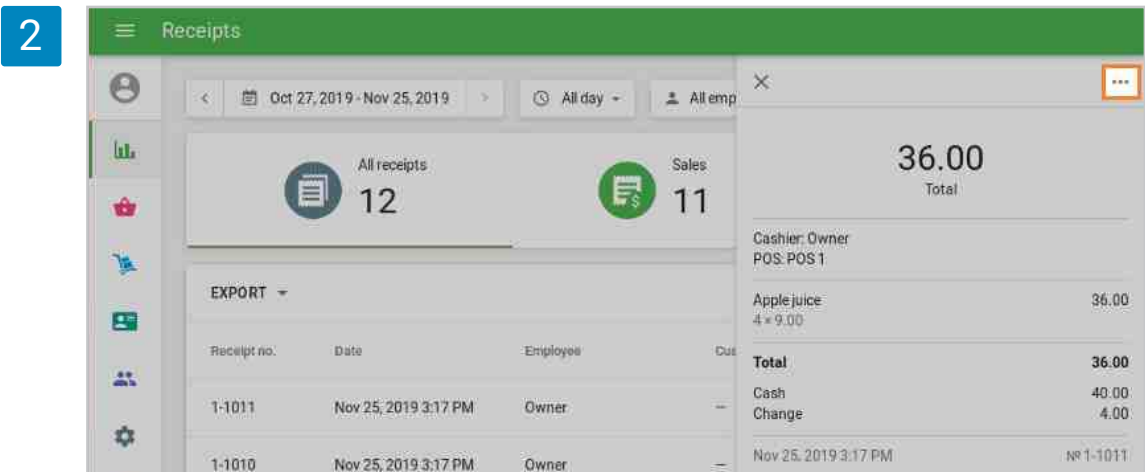 2
Receipts
Oct 27, 2019 - Nov 25, 2019
All day
All emp
All receipts
12
Sales
11
EXPORT
Receipt no. Date Employee Cus
1-1011 Nov 25, 2019 3:17 PM Owner —
1-1010 Nov 25, 2019 3:17 PM Owner —
36.00
Total
Cashier: Owner
POS: POS 1
Apple juice 36.00
4 × 9.00
Total 36.00
Cash 40.00
Change 4.00
Nov 25, 2019 3:17 PM № 1-1011